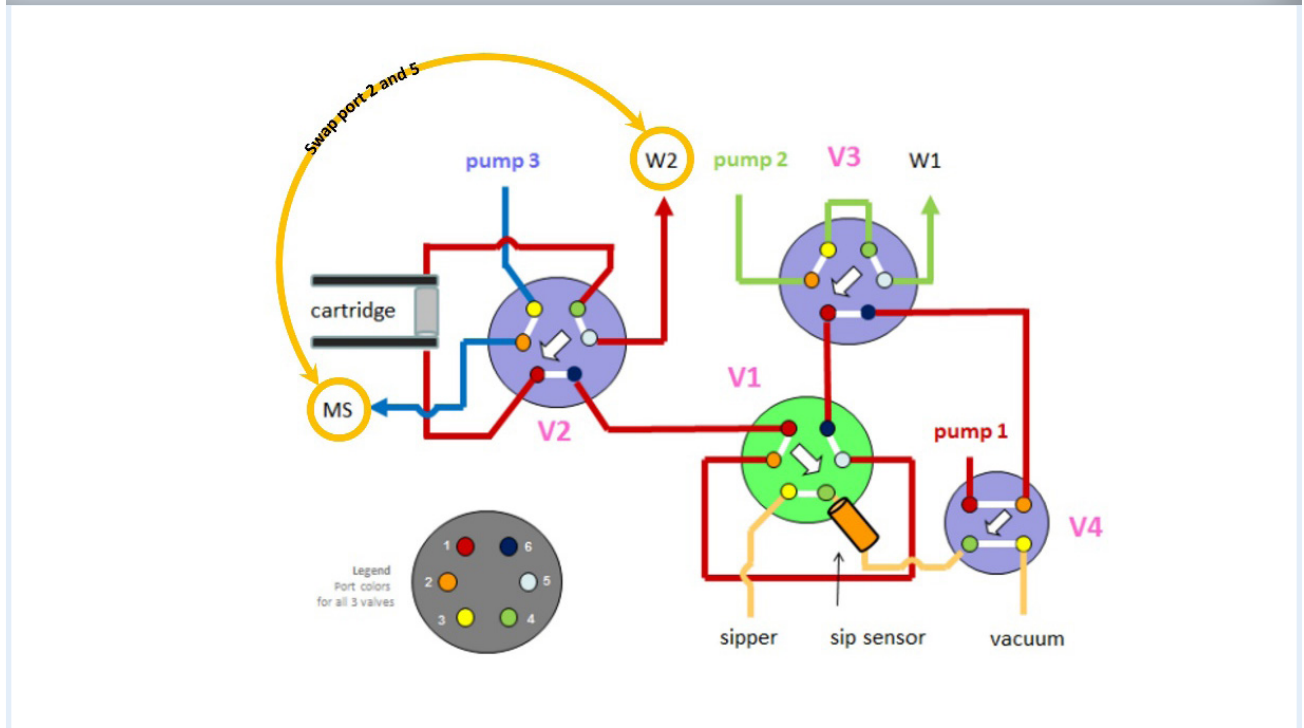 Swap port 2 and 5
pump 3
W2
pump 2
V3
W1
cartridge
MS
V2
V1
pump 1
V4
Legend
Port colors
for all 3 valves
1
6
2
5
3
4
sipper
sip sensor
vacuum